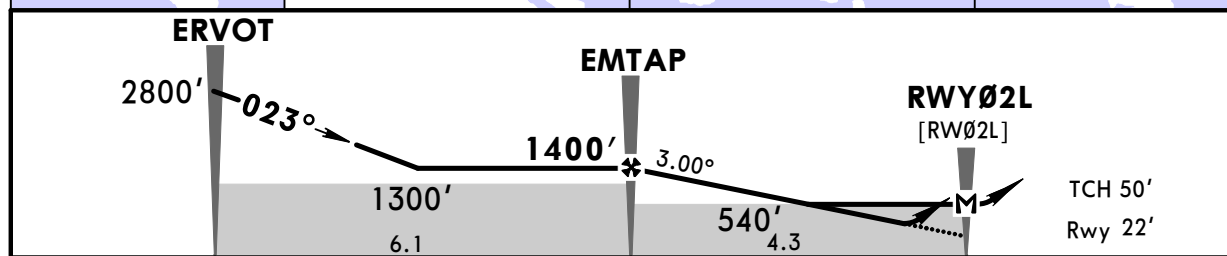 ERVOT
EMTAP
2800′
023°
RWYØ2L
[RWØ2L]
1400′
3.00°
M
TCH 50′
1300′
540′
Rwy 22′
6.1
4.3